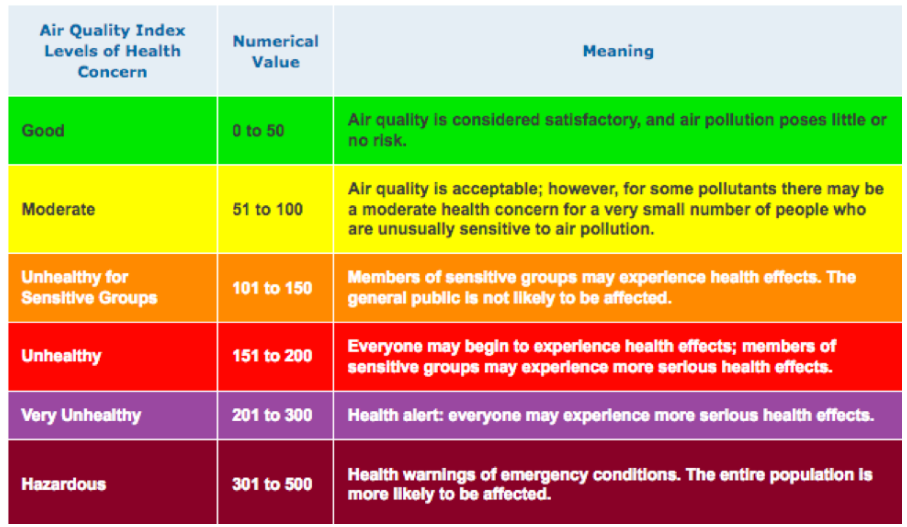 Air Quality Index
Levels of Health
Concern
Numerical
Value
Meaning
Good
0 to 50
Air quality is considered satisfactory, and air pollution poses little or
no risk.
Moderate
51 to 100
Air quality is acceptable; however, for some pollutants there may be
a moderate health concern for a very small number of people who
are unusually sensitive to air pollution.
Unhealthy for
Sensitive Groups
101 to 150
Members of sensitive groups may experience health effects. The
general public is not likely to be affected.
Unhealthy
151 to 200
Everyone may begin to experience health effects; members of
sensitive groups may experience more serious health effects.
Very Unhealthy
201 to 300
Health alert: everyone may experience more serious health effects.
Hazardous
301 to 500
Health warnings of emergency conditions. The entire population is
more likely to be affected.